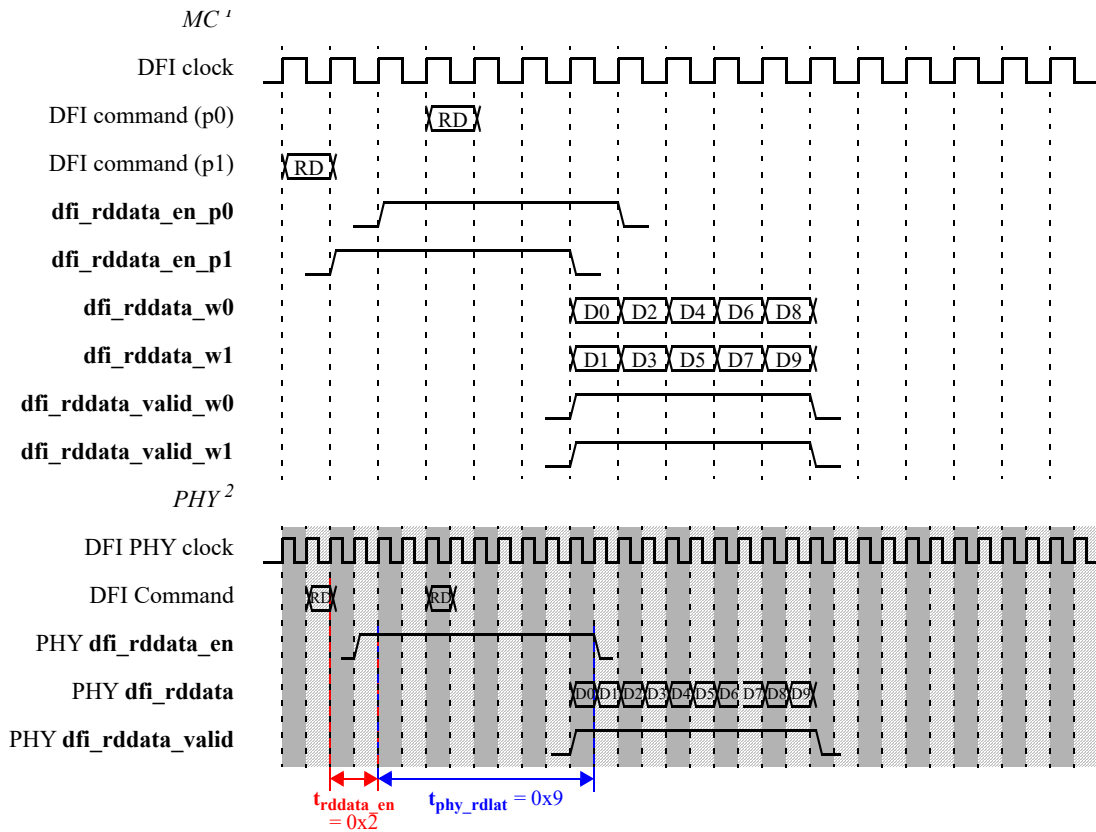 MC 1
DFI clock
DFI command (p0) RD
DFI command (p1) RD
dfi_rddata_en_p0
dfi_rddata_en_p1
dfi_rddata_w0 D0 D2 D4 D6 D8
dfi_rddata_w1 D1 D3 D5 D7 D9
dfi_rddata_valid_w0
dfi_rddata_valid_w1
PHY 2
DFI PHY clock
DFI Command RD RD
PHY dfi_rddata_en
PHY dfi_rddata D0 D1 D2 D3 D4 D5 D6 D7 D8 D9
PHY dfi_rddata_valid
trddata_en tphy_rdlat = 0x9
= 0x2